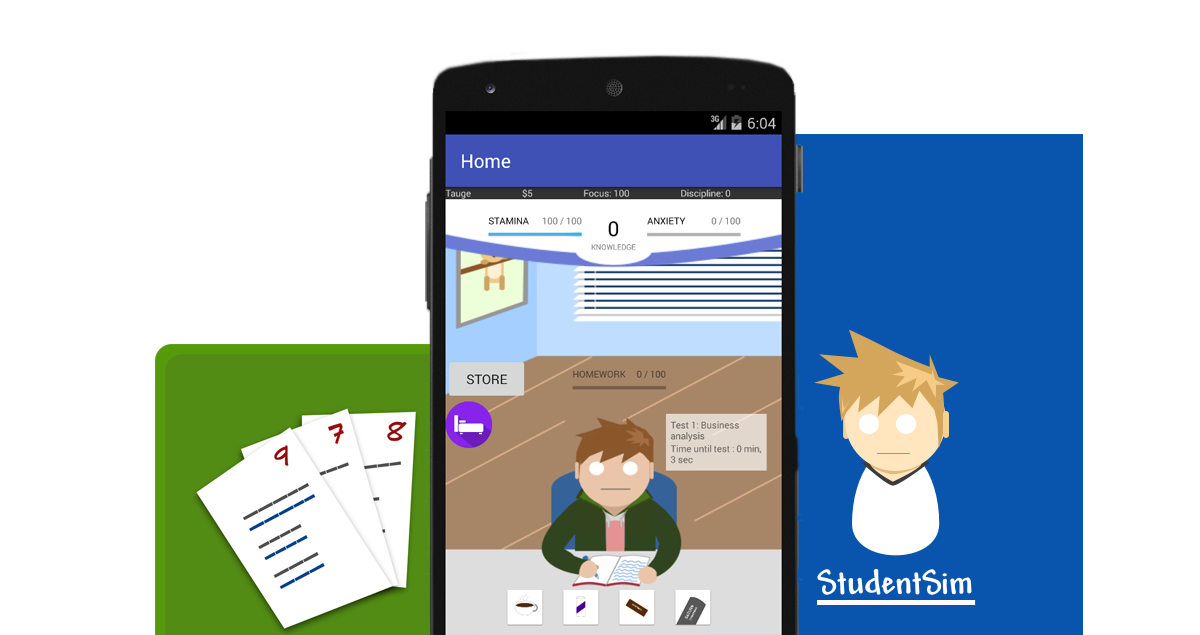 3G 6:04
Home
Tauge $5 Focus: 100 Discipline: 0
STAMINA 100 / 100 0 ANXIETY 0 / 100
KNOWLEDGE
STORE
HOMEWORK 0 / 100
Test 1: Business
analysis
Time until test : 0 min,
3 sec
9 7 8
StudentSim